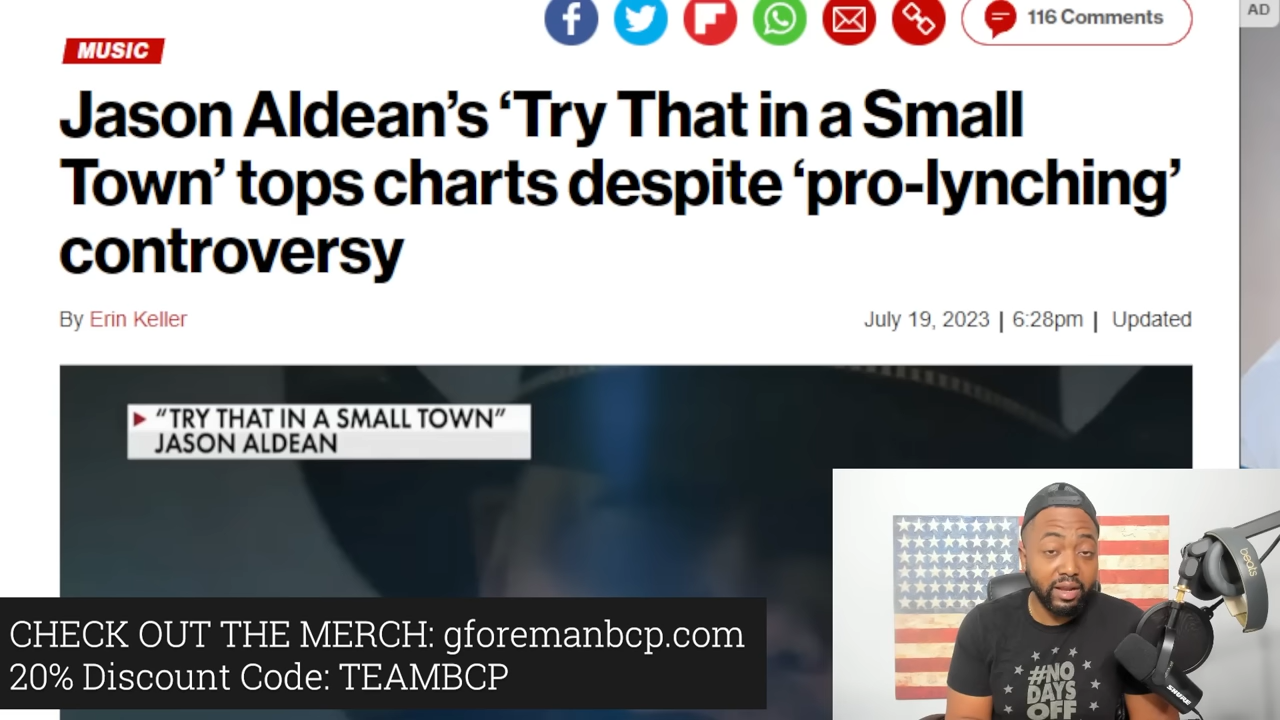 AD
116 Comments
MUSIC
Jason Aldean’s ‘Try That in a Small
Town’ tops charts despite ‘pro-lynching’
controversy
By Erin Keller
July 19, 2023 | 6:28pm | Updated
“TRY THAT IN A SMALL TOWN”
JASON ALDEAN
CHECK OUT THE MERCH: gforemanbcp.com
20% Discount Code: TEAMBCP
#NO
DAYS
OFF
beats
SHURE